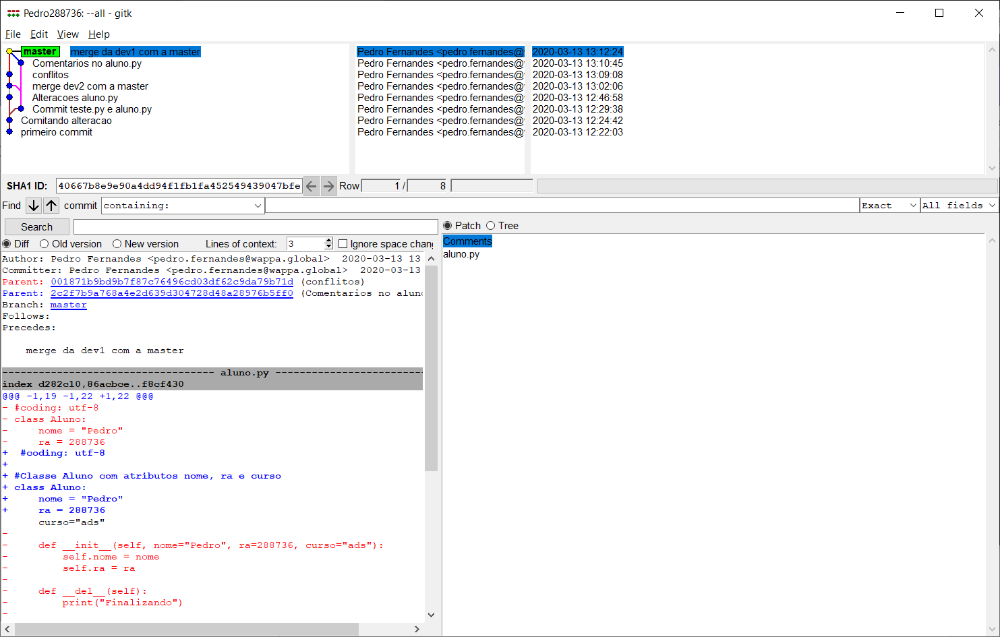 Pedro288736: --all - gitk
File Edit View Help
master merge da dev1 com a master Pedro Fernandes <pedro.fernandes@ 2020-03-13 13:12:24
Comentarios no aluno.py Pedro Fernandes <pedro.fernandes@ 2020-03-13 13:10:45
conflitos Pedro Fernandes <pedro.fernandes@ 2020-03-13 13:09:08
merge dev2 com a master Pedro Fernandes <pedro.fernandes@ 2020-03-13 13:02:06
Alteracoes aluno.py Pedro Fernandes <pedro.fernandes@ 2020-03-13 12:46:58
Commit teste.py e aluno.py Pedro Fernandes <pedro.fernandes@ 2020-03-13 12:29:38
Comitando alteracao Pedro Fernandes <pedro.fernandes@ 2020-03-13 12:24:42
primeiro commit Pedro Fernandes <pedro.fernandes@ 2020-03-13 12:22:03
SHA1 ID: 40667b8e9e90a4dd94f1fb1fa452549439047bfe Row 1 / 8
Find commit containing: Exact All fields
Search
Patch Tree
Diff Old version New version Lines of context: 3 Ignore space chang
Comments
aluno.py
Author: Pedro Fernandes <pedro.fernandes@wappa.global> 2020-03-13 13
Committer: Pedro Fernandes <pedro.fernandes@wappa.global> 2020-03-13
Parent: 001871b9bd9b7f87c76496cd03df62c9da79b71d (conflitos)
Parent: 2c2f7b9a768a4e2d639d304728d48a28976b5ff0 (Comentarios no alun
Branch: master
Follows:
Precedes:
merge da dev1 com a master
----------------------------------- aluno.py ------------------------
index d282c10,86acbce..f8cf430
@@@ -1,19 -1,22 +1,22 @@@
- #coding: utf-8
- class Aluno:
-     nome = "Pedro"
-     ra = 288736
+  #coding: utf-8
+
+ #Classe Aluno com atributos nome, ra e curso
+ class Aluno:
+     nome = "Pedro"
+     ra = 288736
      curso="ads"
-
-     def __init__(self, nome="Pedro", ra=288736, curso="ads"):
-         self.nome = nome
-         self.ra = ra
-
-     def __del__(self):
-         print("Finalizando")
-